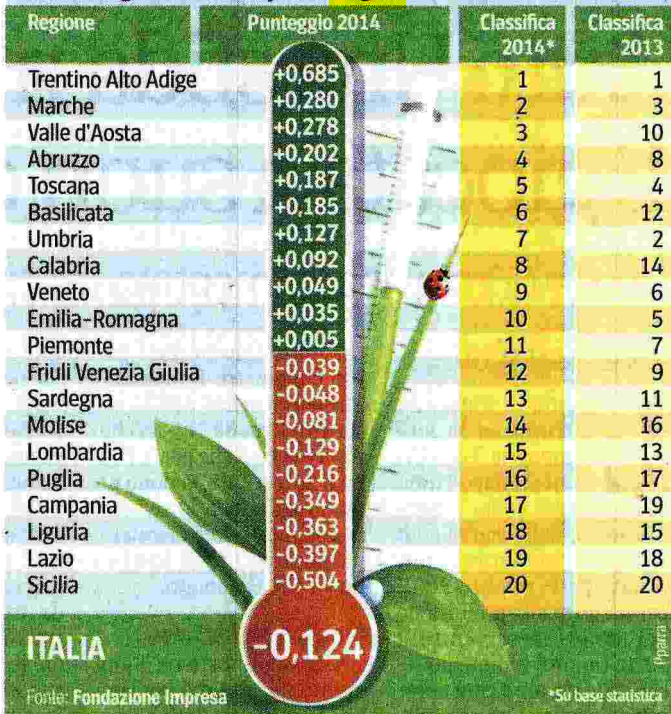 Regione Punteggio 2014 Classifica 2014* Classifica 2013
Trentino Alto Adige +0,685 1 1
Marche +0,280 2 3
Valle d'Aosta +0,278 3 10
Abruzzo +0,202 4 8
Toscana +0,187 5 4
Basilicata +0,185 6 12
Umbria +0,127 7 2
Calabria +0,092 8 14
Veneto +0,049 9 6
Emilia-Romagna +0,035 10 5
Piemonte +0,005 11 7
Friuli Venezia Giulia -0,039 12 9
Sardegna -0,048 13 11
Molise -0,081 14 16
Lombardia -0,129 15 13
Puglia -0,216 16 17
Campania -0,349 17 19
Liguria -0,363 18 15
Lazio -0,397 19 18
Sicilia -0,504 20 20
ITALIA -0,124
Fonte: Fondazione Impresa *Su base statistica
Pparra